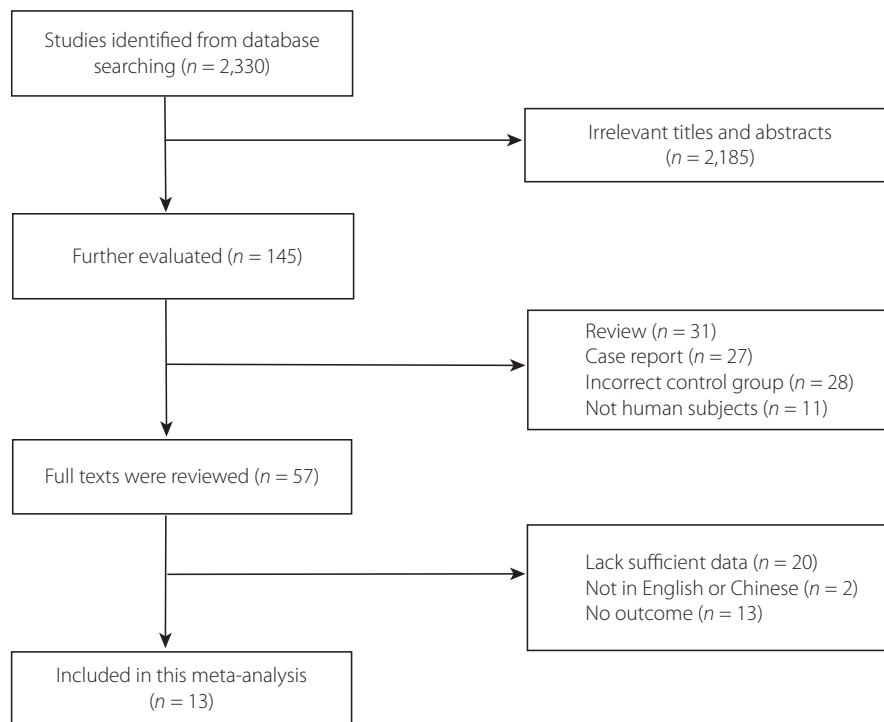 Studies identified from database
searching (n = 2,330)
Irrelevant titles and abstracts
(n = 2,185)
Further evaluated (n = 145)
Review (n = 31)
Case report (n = 27)
Incorrect control group (n = 28)
Not human subjects (n = 11)
Full texts were reviewed (n = 57)
Lack sufficient data (n = 20)
Not in English or Chinese (n = 2)
No outcome (n = 13)
Included in this meta-analysis
(n = 13)